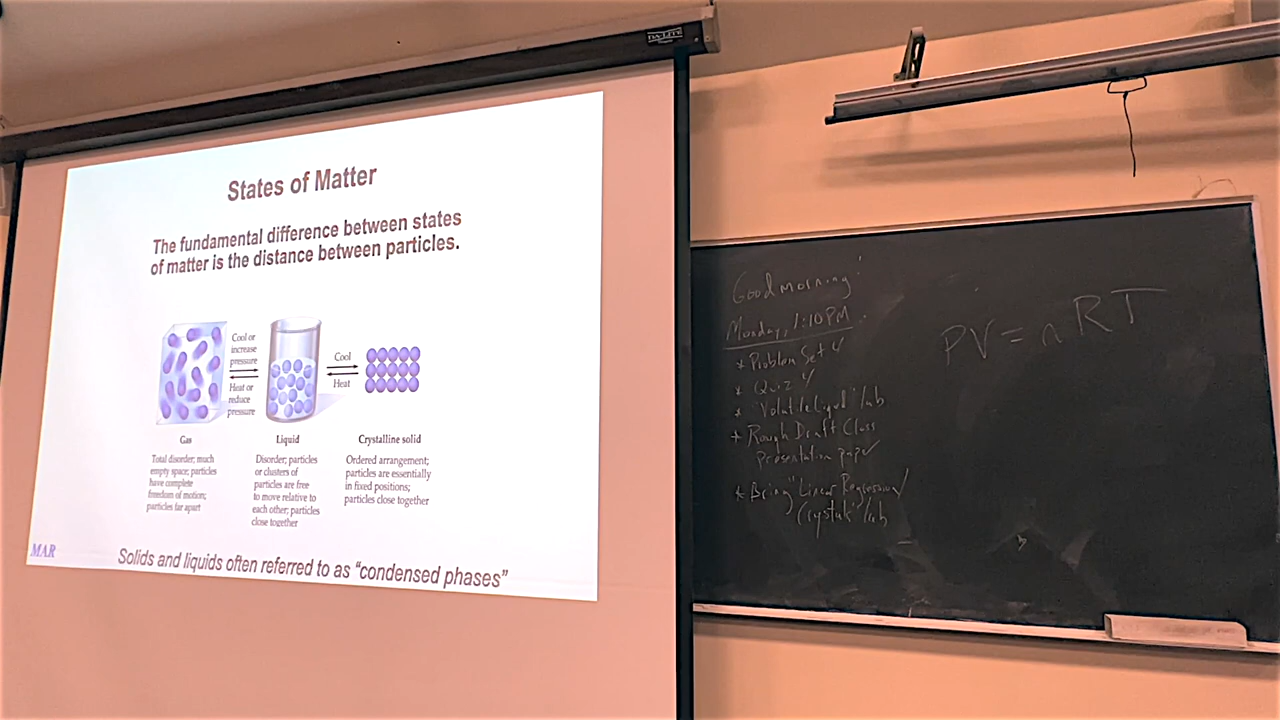 DA-LITE
States of Matter
The fundamental difference between states
of matter is the distance between particles.
Cool or
increase
pressure
Heat or
reduce
pressure
Cool
Heat
Gas
Total disorder; much
empty space; particles
have complete
freedom of motion;
particles far apart
Liquid
Disorder; particles
or clusters of
particles are free
to move relative to
each other; particles
close together
Crystalline solid
Ordered arrangement;
particles are essentially
in fixed positions;
particles close together
MAR
Solids and liquids often referred to as “condensed phases”
Good morning!
Monday, 1:10 PM
* Problem Set ✓
* Quiz ✓
* "Volatile Liquid" lab
* Rough Draft Class
Presentation paper
* Bring "Linear Regression/
Crystals" lab
PV = nRT